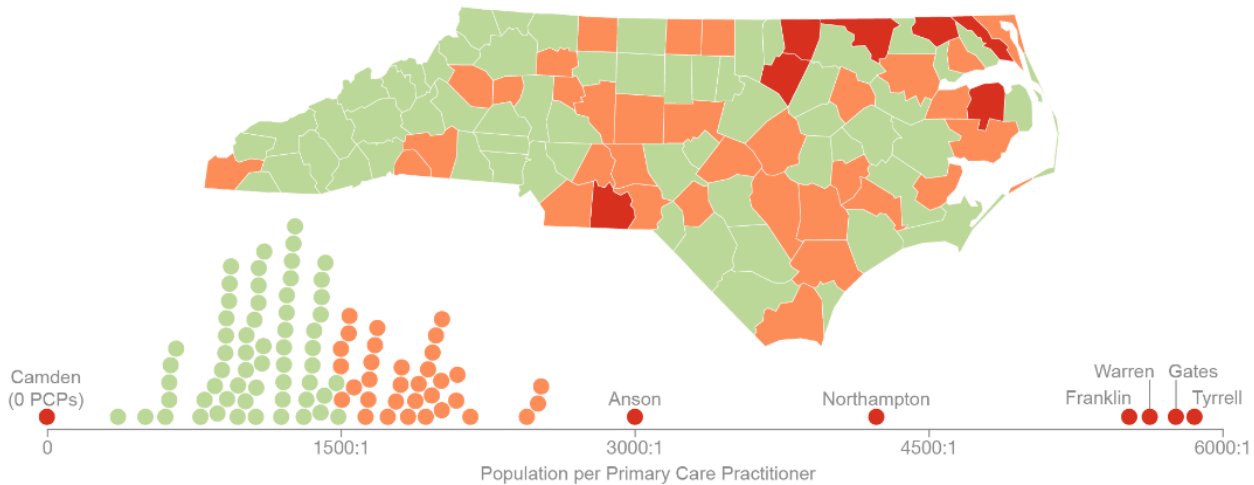 Camden
(0 PCPs)
Anson
Northampton
Warren
Gates
Franklin
Tyrrell
0
1500:1
3000:1
4500:1
6000:1
Population per Primary Care Practitioner